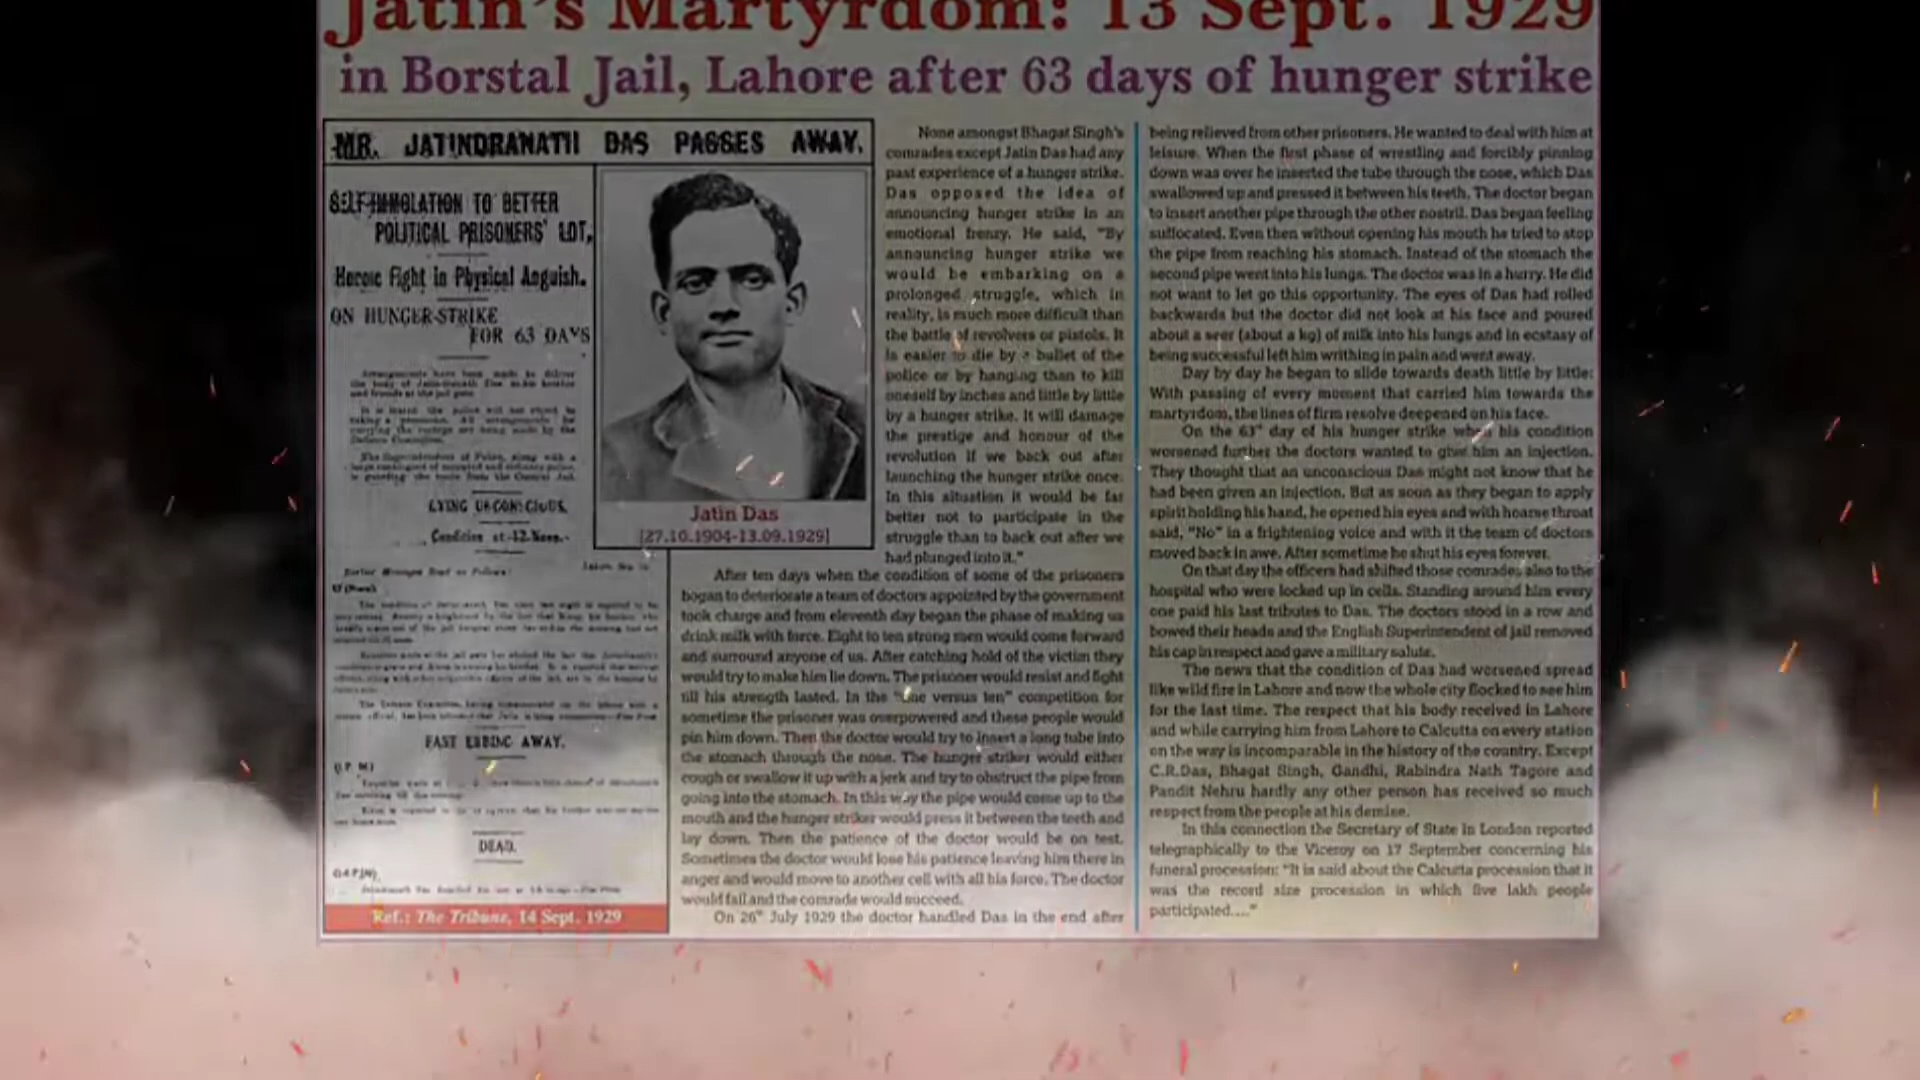 Jatin's Martyrdom: 13 Sept. 1929
in Borstal Jail, Lahore after 63 days of hunger strike
MR. JATINDRANATH DAS PASSES AWAY.
SELF-IMMOLATION TO BETTER
POLITICAL PRISONERS' LOT,
Heroic Fight in Physical Anguish.
ON HUNGER-STRIKE
FOR 63 DAYS
LYING UNCONSCIOUS.
Condition at 12-Noon.
FAST EBBING AWAY.
DEAD.
Ref.: The Tribune, 14 Sept. 1929
Jatin Das
[27.10.1904-13.09.1929]
None amongst Bhagat Singh's
comrades except Jatin Das had any
past experience of a hunger strike.
Das opposed the idea of
announcing hunger strike in an
emotional frenzy. He said, "By
announcing hunger strike we
would be embarking on a
prolonged struggle, which in
reality, is much more difficult than
the battle of revolvers or pistols. It
is easier to die by a bullet of the
police or by hanging than to kill
oneself by inches and little by little
by a hunger strike. It will damage
the prestige and honour of the
revolution if we back out after
launching the hunger strike once.
In this situation it would be far
better not to participate in the
struggle than to back out after we
had plunged into it."
After ten days when the condition of some of the prisoners
began to deteriorate a team of doctors appointed by the government
took charge and from eleventh day began the phase of making us
drink milk with force. Eight to ten strong men would come forward
and surround anyone of us. After catching hold of the victim they
would try to make him lie down. The prisoner would resist and fight
till his strength lasted. In the "one versus ten" competition for
sometime the prisoner was overpowered and these people would
pin him down. Then the doctor would try to insert a long tube into
the stomach through the nose. The hunger striker would either
cough or swallow it up with a jerk and try to obstruct the pipe from
going into the stomach. In this way the pipe would come up to the
mouth and the hunger striker would press it between the teeth and
lay down. Then the patience of the doctor would be on test.
Sometimes the doctor would lose his patience leaving him there in
anger and would move to another cell with all his force. The doctor
would fail and the comrade would succeed.
On 26th July 1929 the doctor handled Das in the end after
being relieved from other prisoners. He wanted to deal with him at
leisure. When the first phase of wrestling and forcibly pinning
down was over he inserted the tube through the nose, which Das
swallowed up and pressed it between his teeth. The doctor began
to insert another pipe through the other nostril. Das began feeling
suffocated. Even then without opening his mouth he tried to stop
the pipe from reaching his stomach. Instead of the stomach the
second pipe went into his lungs. The doctor was in a hurry. He did
not want to let go this opportunity. The eyes of Das had rolled
backwards but the doctor did not look at his face and poured
about a seer (about a kg) of milk into his lungs and in ecstasy of
being successful left him writhing in pain and went away.
Day by day he began to slide towards death little by little:
With passing of every moment that carried him towards the
martyrdom, the lines of firm resolve deepened on his face.
On the 63rd day of his hunger strike when his condition
worsened further the doctors wanted to give him an injection.
They thought that an unconscious Das might not know that he
had been given an injection. But as soon as they began to apply
spirit holding his hand, he opened his eyes and with hoarse throat
said, "No" in a frightening voice and with it the team of doctors
moved back in awe. After sometime he shut his eyes forever.
On that day the officers had shifted those comrades also to the
hospital who were locked up in cells. Standing around him every
one paid his last tributes to Das. The doctors stood in a row and
bowed their heads and the English Superintendent of jail removed
his cap in respect and gave a military salute.
The news that the condition of Das had worsened spread
like wild fire in Lahore and now the whole city flocked to see him
for the last time. The respect that his body received in Lahore
and while carrying him from Lahore to Calcutta on every station
on the way is incomparable in the history of the country. Except
C.R.Das, Bhagat Singh, Gandhi, Rabindra Nath Tagore and
Pandit Nehru hardly any other person has received so much
respect from the people at his demise.
In this connection the Secretary of State in London reported
telegraphically to the Viceroy on 17 September concerning his
funeral procession: "It is said about the Calcutta procession that it
was the record size procession in which five lakh people
participated...."